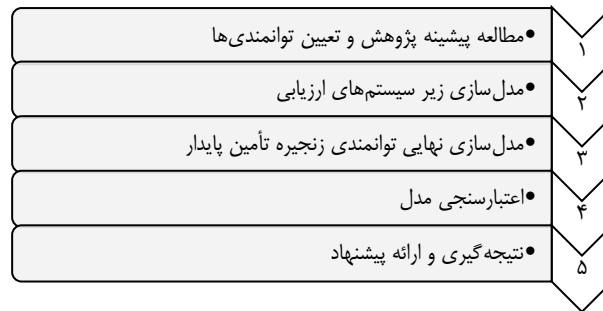 ۱
•مطالعه پیشینه پژوهش و تعیین توانمندی‌ها
۲
•مدل‌سازی زیر سیستم‌های ارزیابی
۳
•مدل‌سازی نهایی توانمندی زنجیره تأمین پایدار
۴
•اعتبارسنجی مدل
۵
•نتیجه‌گیری و ارائه پیشنهاد